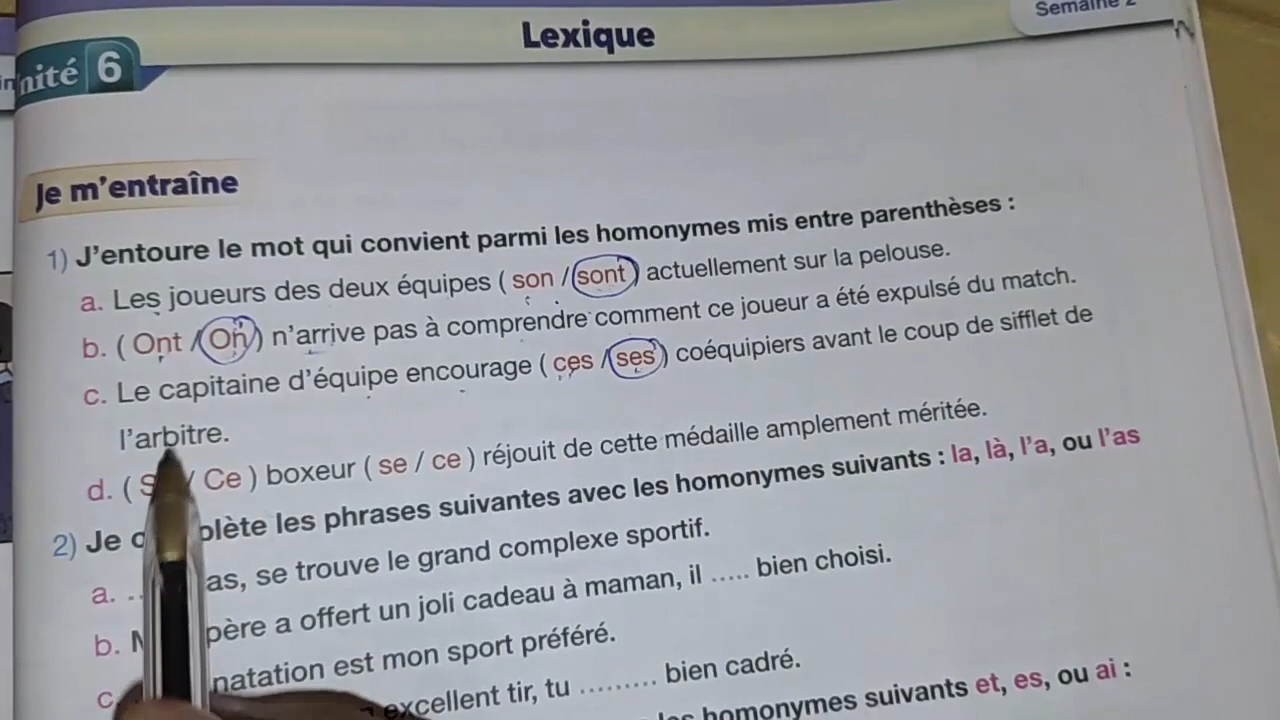 Lexique
Semaine 2
nité 6
Je m'entraîne
1) J'entoure le mot qui convient parmi les homonymes mis entre parenthèses :
a. Les joueurs des deux équipes ( son / sont ) actuellement sur la pelouse.
b. ( Ont / On ) n'arrive pas à comprendre comment ce joueur a été expulsé du match.
c. Le capitaine d'équipe encourage ( ces / ses ) coéquipiers avant le coup de sifflet de
l'arbitre.
d. ( S / Ce ) boxeur ( se / ce ) réjouit de cette médaille amplement méritée.
2) Je c plète les phrases suivantes avec les homonymes suivants : la, là, l'a, ou l'as
a. .. as, se trouve le grand complexe sportif.
b. M père a offert un joli cadeau à maman, il ..... bien choisi.
c natation est mon sport préféré.
excellent tir, tu ......... bien cadré.
homonymes suivants et, es, ou ai :